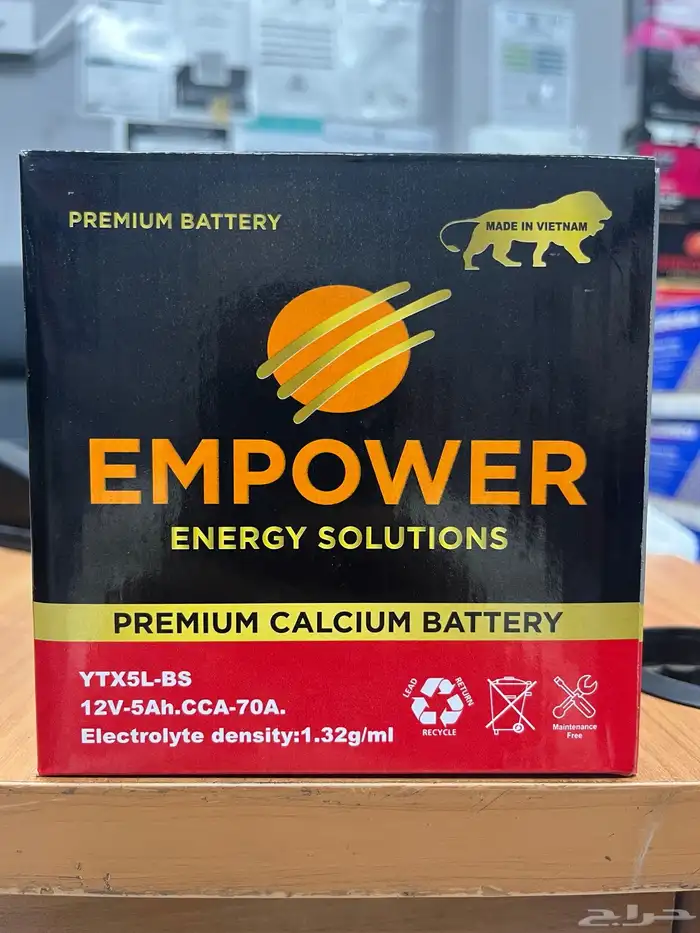 PREMIUM BATTERY
MADE IN VIETNAM
EMPOWER
ENERGY SOLUTIONS
PREMIUM CALCIUM BATTERY
YTX5L-BS
12V-5Ah.CCA-70A.
Electrolyte density:1.32g/ml
LEAD
RETURN
RECYCLE
Maintenance
Free
حراج